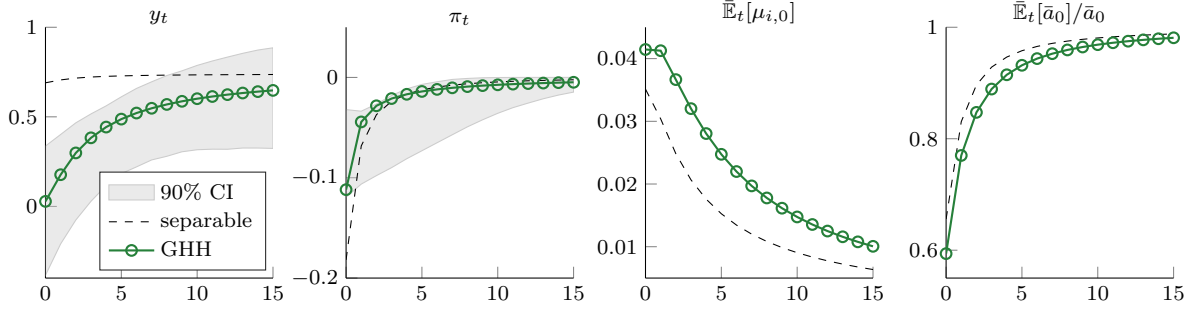 y_t
1
0.5
0
0 5 10 15
90% CI
separable
GHH
π_t
0
−0.1
−0.2
0 5 10 15
Ē_t[μ_{i,0}]
0.04
0.03
0.02
0.01
0 5 10 15
Ē_t[ā_0]/ā_0
1
0.8
0.6
0 5 10 15